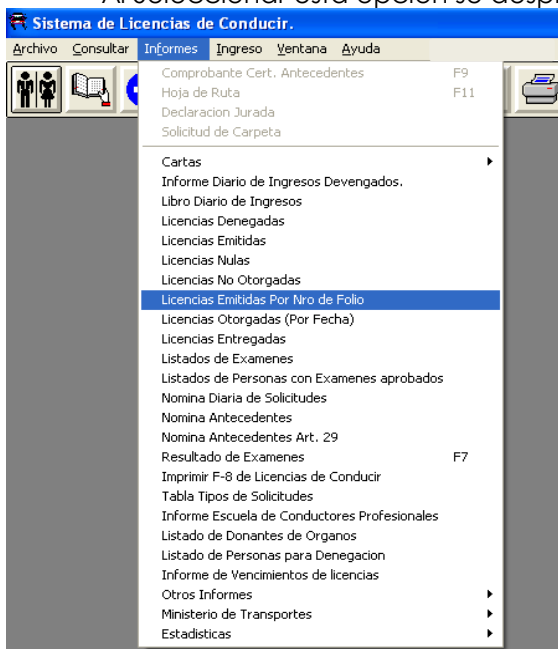 Al seleccionar esta opción se desp
Sistema de Licencias de Conducir.
Archivo Consultar Informes Ingreso Ventana Ayuda
Comprobante Cert. Antecedentes F9
Hoja de Ruta F11
Declaracion Jurada
Solicitud de Carpeta
Cartas
Informe Diario de Ingresos Devengados.
Libro Diario de Ingresos
Licencias Denegadas
Licencias Emitidas
Licencias Nulas
Licencias No Otorgadas
Licencias Emitidas Por Nro de Folio
Licencias Otorgadas (Por Fecha)
Licencias Entregadas
Listados de Examenes
Listados de Personas con Examenes aprobados
Nomina Diaria de Solicitudes
Nomina Antecedentes
Nomina Antecedentes Art. 29
Resultado de Examenes F7
Imprimir F-8 de Licencias de Conducir
Tabla Tipos de Solicitudes
Informe Escuela de Conductores Profesionales
Listado de Donantes de Organos
Listado de Personas para Denegacion
Informe de Vencimientos de licencias
Otros Informes
Ministerio de Transportes
Estadisticas